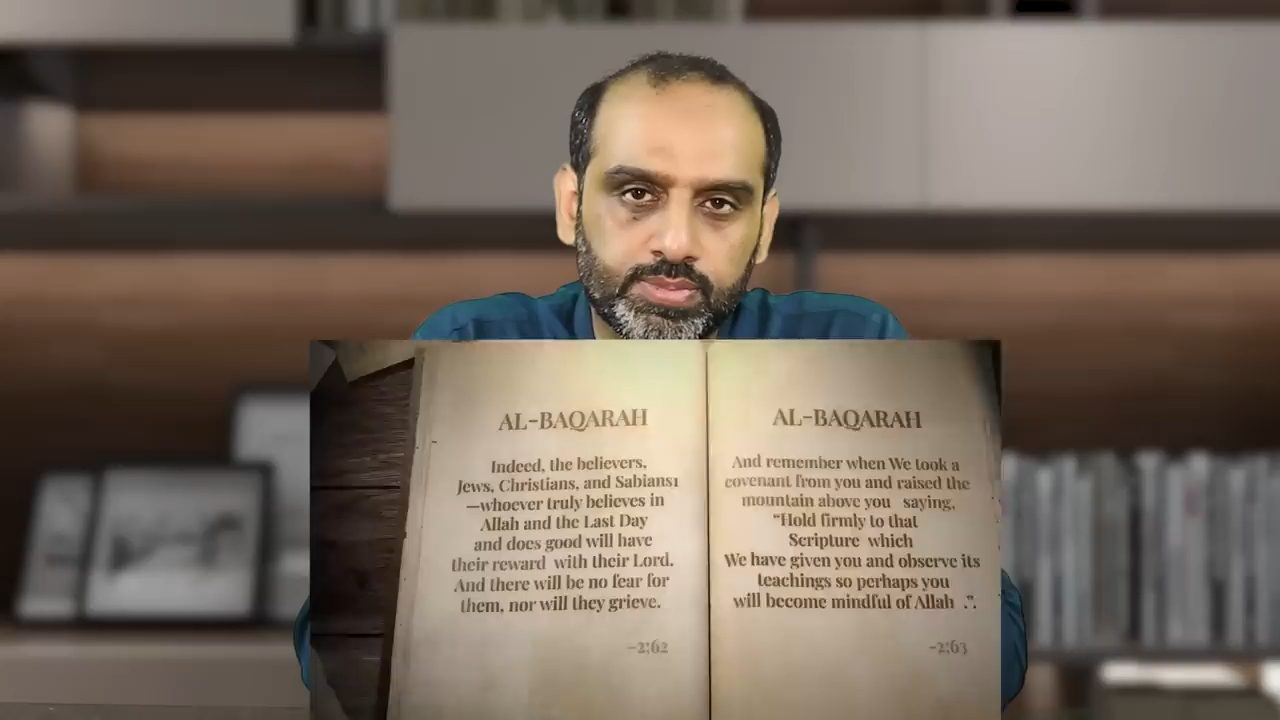 AL-BAQARAH
Indeed, the believers,
Jews, Christians, and Sabians1
—whoever truly believes in
Allah and the Last Day
and does good will have
their reward with their Lord.
And there will be no fear for
them, nor will they grieve.
-2:62
AL-BAQARAH
And remember when We took a
covenant from you and raised the
mountain above you saying,
“Hold firmly to that
Scripture which
We have given you and observe its
teachings so perhaps you
will become mindful of Allah .”.
-2:63